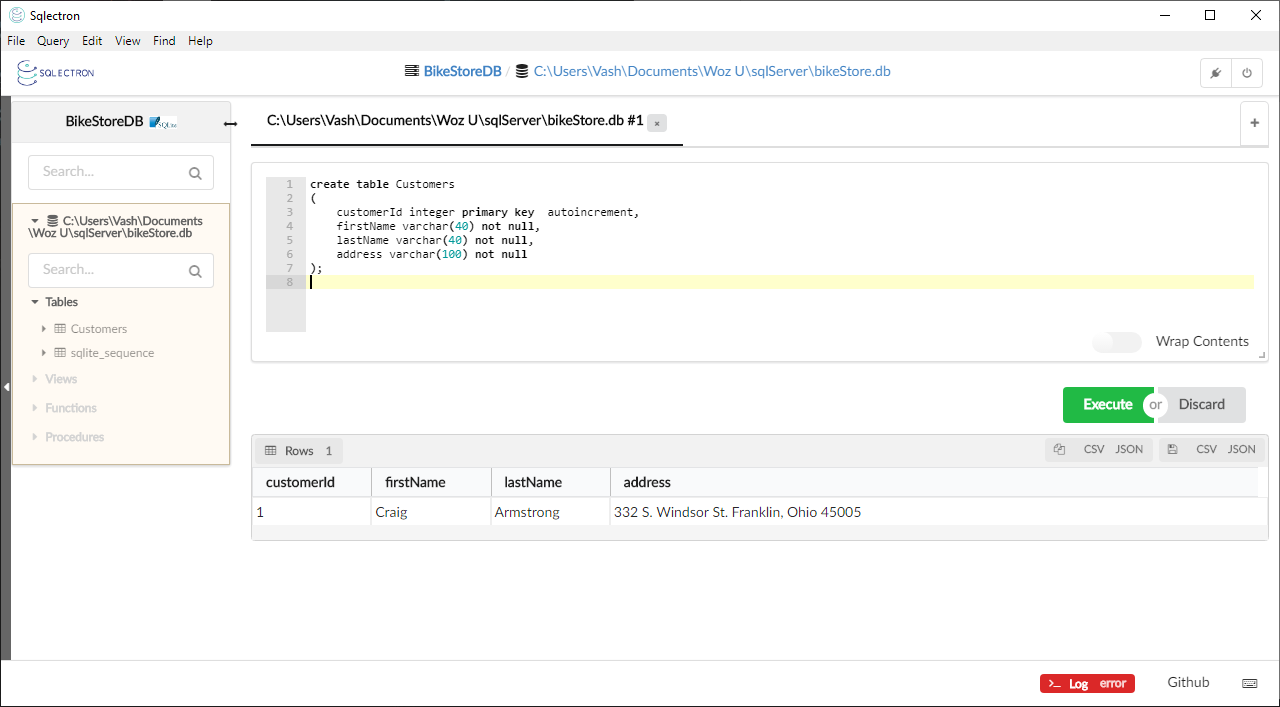 Sqlectron
File Query Edit View Find Help
SQLECTRON
BikeStoreDB / C:\Users\Vash\Documents\Woz U\sqlServer\bikeStore.db
BikeStoreDB SQLite
C:\Users\Vash\Documents\Woz U\sqlServer\bikeStore.db #1 ×
+
Search...
C:\Users\Vash\Documents
\Woz U\sqlServer\bikeStore.db
Search...
Tables
Customers
sqlite_sequence
Views
Functions
Procedures
1 create table Customers
2 (
3 customerId integer primary key autoincrement,
4 firstName varchar(40) not null,
5 lastName varchar(40) not null,
6 address varchar(100) not null
7 );
8
Wrap Contents
Execute or Discard
Rows 1 CSV JSON CSV JSON
customerId firstName lastName address
1 Craig Armstrong 332 S. Windsor St. Franklin, Ohio 45005
>_ Log error Github